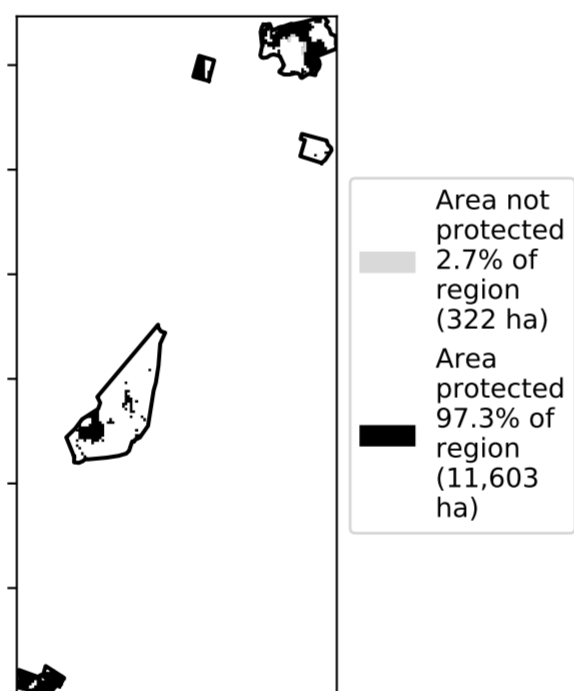 Area not
protected
2.7% of
region
(322 ha)
Area
protected
97.3% of
region
(11,603
ha)